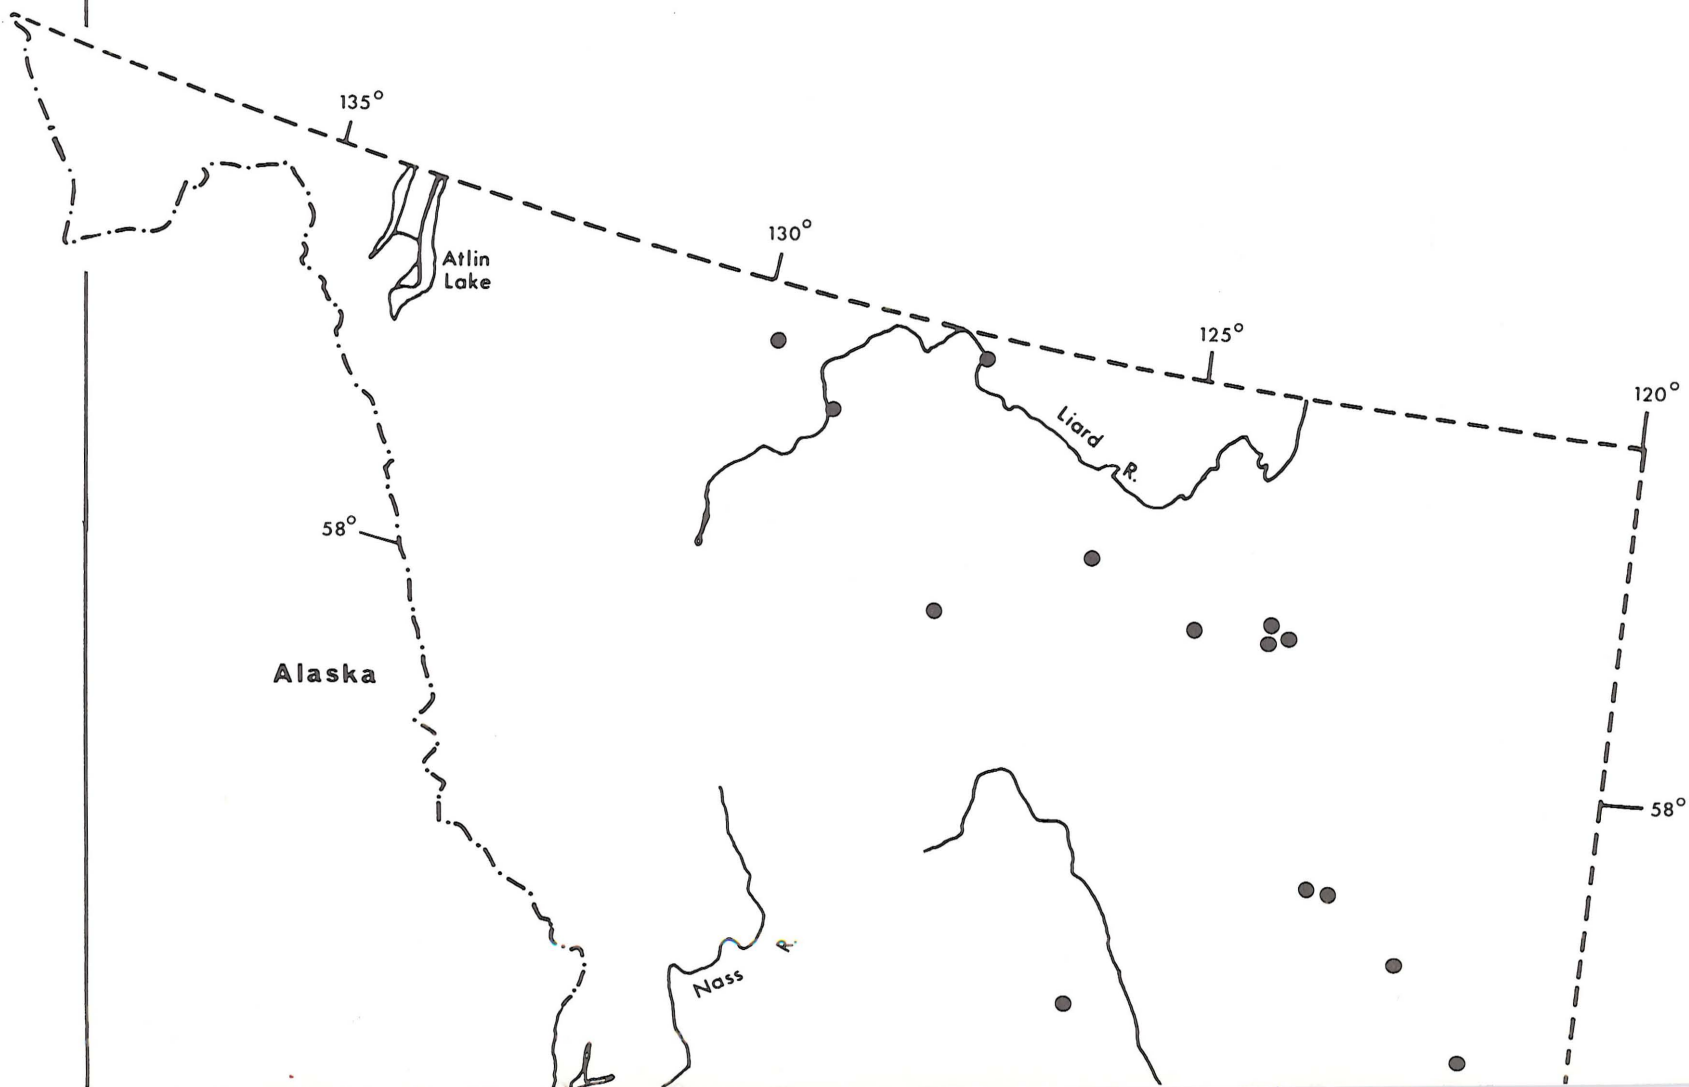 135°
130°
Atlin
Lake
125°
120°
Liard R.
58°
Alaska
58°
Nass R.